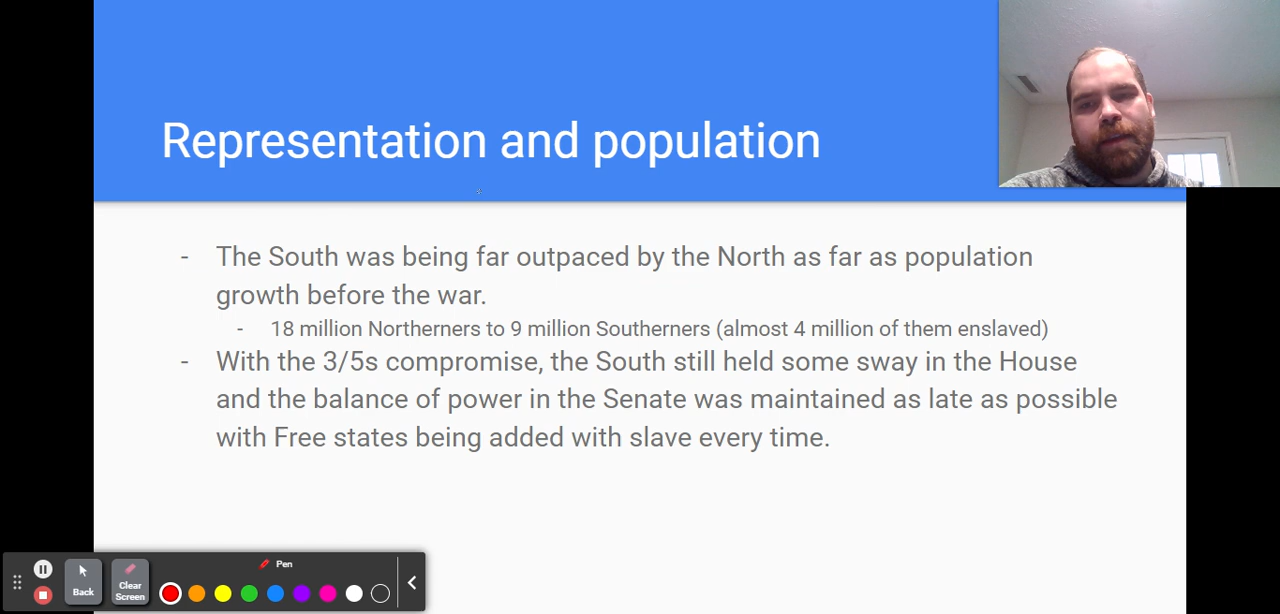 Representation and population
- The South was being far outpaced by the North as far as population
growth before the war.
- 18 million Northerners to 9 million Southerners (almost 4 million of them enslaved)
- With the 3/5s compromise, the South still held some sway in the House
and the balance of power in the Senate was maintained as late as possible
with Free states being added with slave every time.
Pen
Back
Clear
Screen